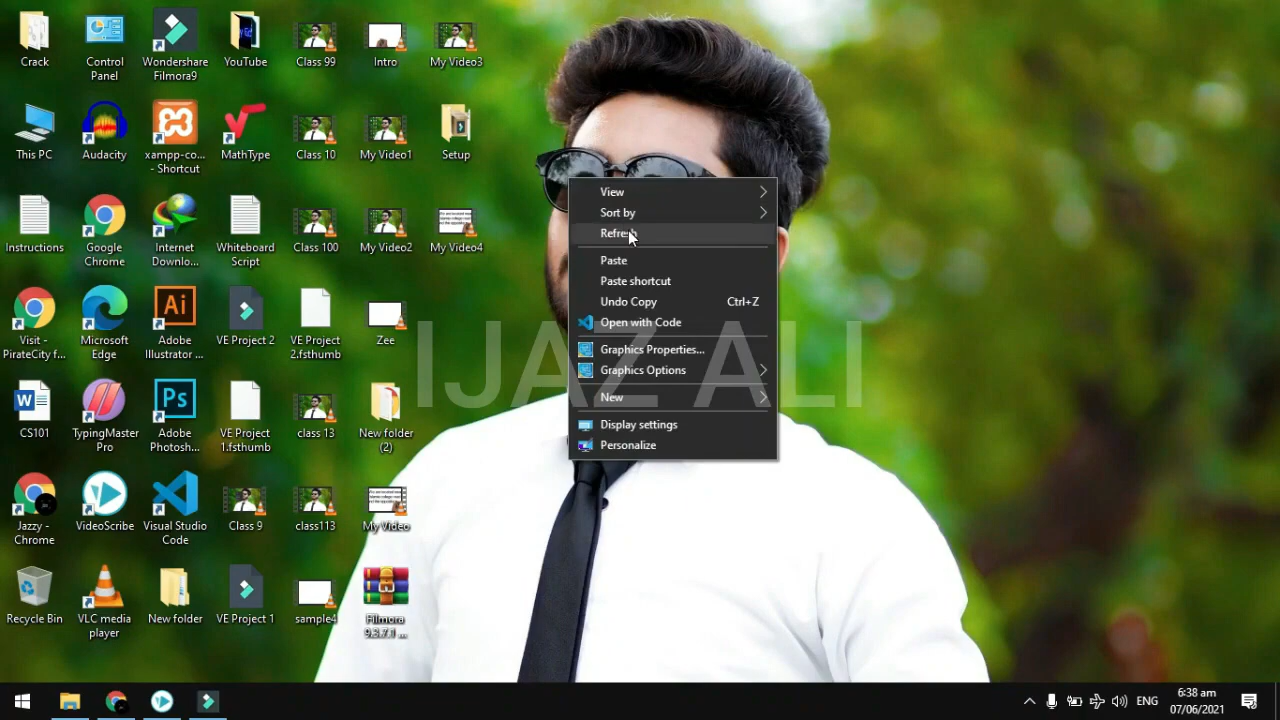 Crack
Control
Panel
Wondershare
Filmora9
YouTube
Class 99
Intro
My Video3
This PC
Audacity
xampp-co...
- Shortcut
MathType
Class 10
My Video1
Setup
Instructions
Google
Chrome
Internet
Downlo...
Whiteboard
Script
Class 100
My Video2
My Video4
Visit -
PirateCity f...
Microsoft
Edge
Adobe
Illustrator ...
VE Project 2
VE Project
2.fsthumb
Zee
CS101
TypingMaster
Pro
Adobe
Photosh...
VE Project
1.fsthumb
class 13
New folder
(2)
Jazzy -
Chrome
VideoScribe
Visual Studio
Code
Class 9
class113
My Video
Recycle Bin
VLC media
player
New folder
VE Project 1
sample4
Filmora
9.3.7.1 ...
View
Sort by
Refresh
Paste
Paste shortcut
Undo Copy Ctrl+Z
Open with Code
Graphics Properties...
Graphics Options
New
Display settings
Personalize
IJAZ ALI
ENG
6:38 am
07/06/2021